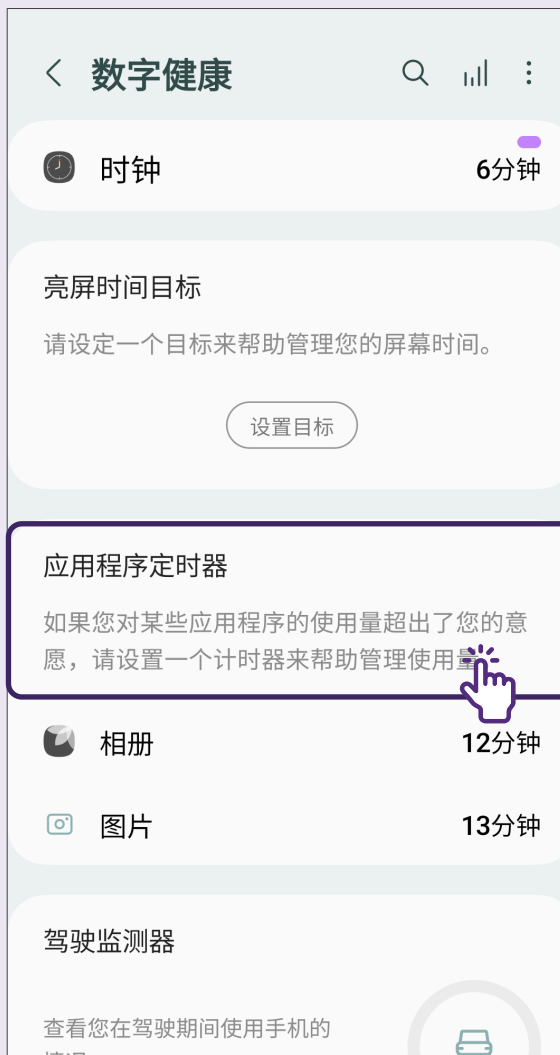 数字健康
时钟 6分钟
亮屏时间目标
请设定一个目标来帮助管理您的屏幕时间。
设置目标
应用程序定时器
如果您对某些应用程序的使用量超出了您的意
愿，请设置一个计时器来帮助管理使用量
相册 12分钟
图片 13分钟
驾驶监测器
查看您在驾驶期间使用手机的